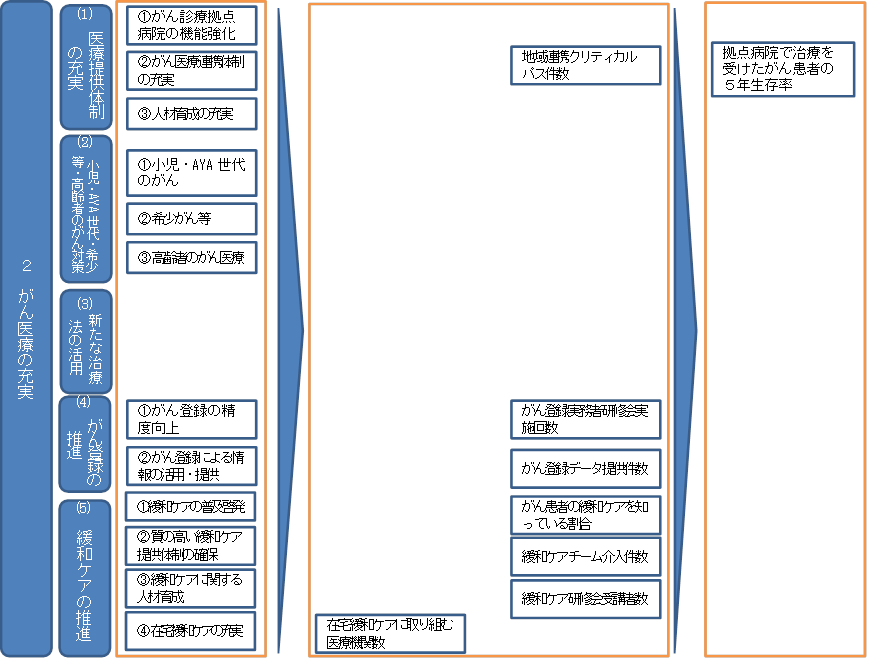 ２　がん医療の充実
(1)
医療提供体制
の充実
①がん診療拠点
病院の機能強化
②がん医療連携体制
の充実
③人材育成の充実
地域連携クリティカル
パス件数
拠点病院で治療を
受けたがん患者の
５年生存率
(2)
小児・AYA世代・希少
等・高齢者のがん対策
①小児・AYA 世代
のがん
②希少がん等
③高齢者のがん医療
(3)
新たな治療
法の活用
(4)
がん登録の
推進
①がん登録の精
度向上
②がん登録による情
報の活用・提供
がん登録実務者研修会実
施回数
がん登録データ提供件数
(5)
緩和ケアの推進
①緩和ケアの普及啓発
②質の高い緩和ケア
提供体制の確保
③緩和ケアに関する
人材育成
④在宅緩和ケアの充実
がん患者の緩和ケアを知
っている割合
緩和ケアチーム介入件数
緩和ケア研修会受講者数
在宅緩和ケアに取り組む
医療機関数